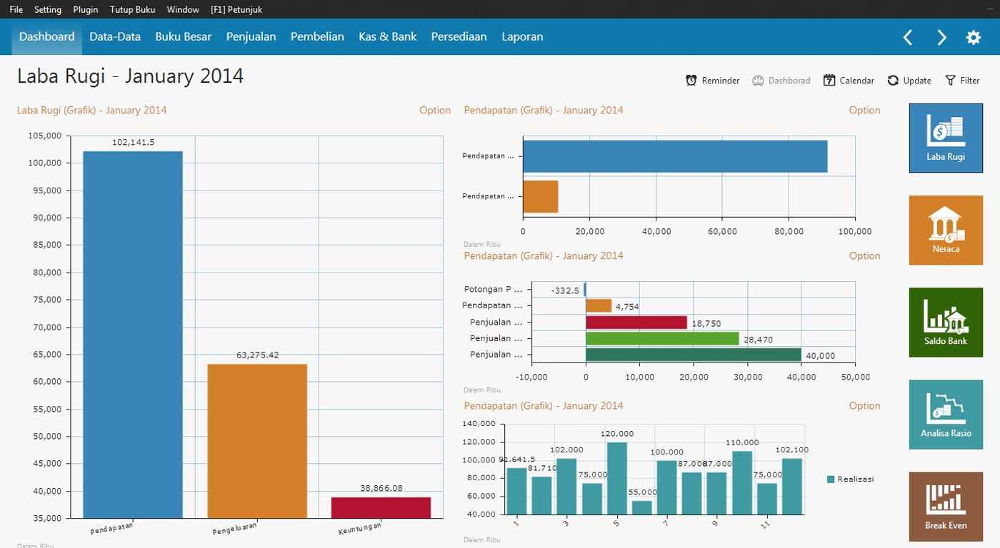 File Setting Plugin Tutup Buku Window [F1] Petunjuk
Dashboard Data-Data Buku Besar Penjualan Pembelian Kas & Bank Persediaan Laporan
Laba Rugi - January 2014
Reminder Dashborad Calendar Update Filter
7
Laba Rugi (Grafik) - January 2014 Option
105,000
100,000
95,000
90,000
85,000
80,000
75,000
70,000
65,000
60,000
55,000
50,000
45,000
40,000
35,000
102,141.5
63,275.42
38,866.08
Pendapatan Pengeluaran Keuntungan
Dalam Ribu
Pendapatan (Grafik) - January 2014 Option
Pendapatan ...
Pendapatan ...
0 20,000 40,000 60,000 80,000 100,000
Dalam Ribu
Pendapatan (Grafik) - January 2014 Option
Potongan P ... -332.5
Pendapatan ... 4,754
Penjualan ... 18,750
Penjualan ... 28,470
Penjualan ... 40,000
-10,000 0 10,000 20,000 30,000 40,000 50,000
Dalam Ribu
Pendapatan (Grafik) - January 2014 Option
140,000
120,000
100,000
80,000
60,000
40,000
91,641.5 81,710 102,000 75,000 120,000 55,000 100,000 87,000 87,000 110,000 75,000 102,100
1 3 5 7 9 11
Realisasi
Dalam Ribu
$
Laba Rugi
$
Neraca
$
Saldo Bank
$
Analisa Rasio
Break Even